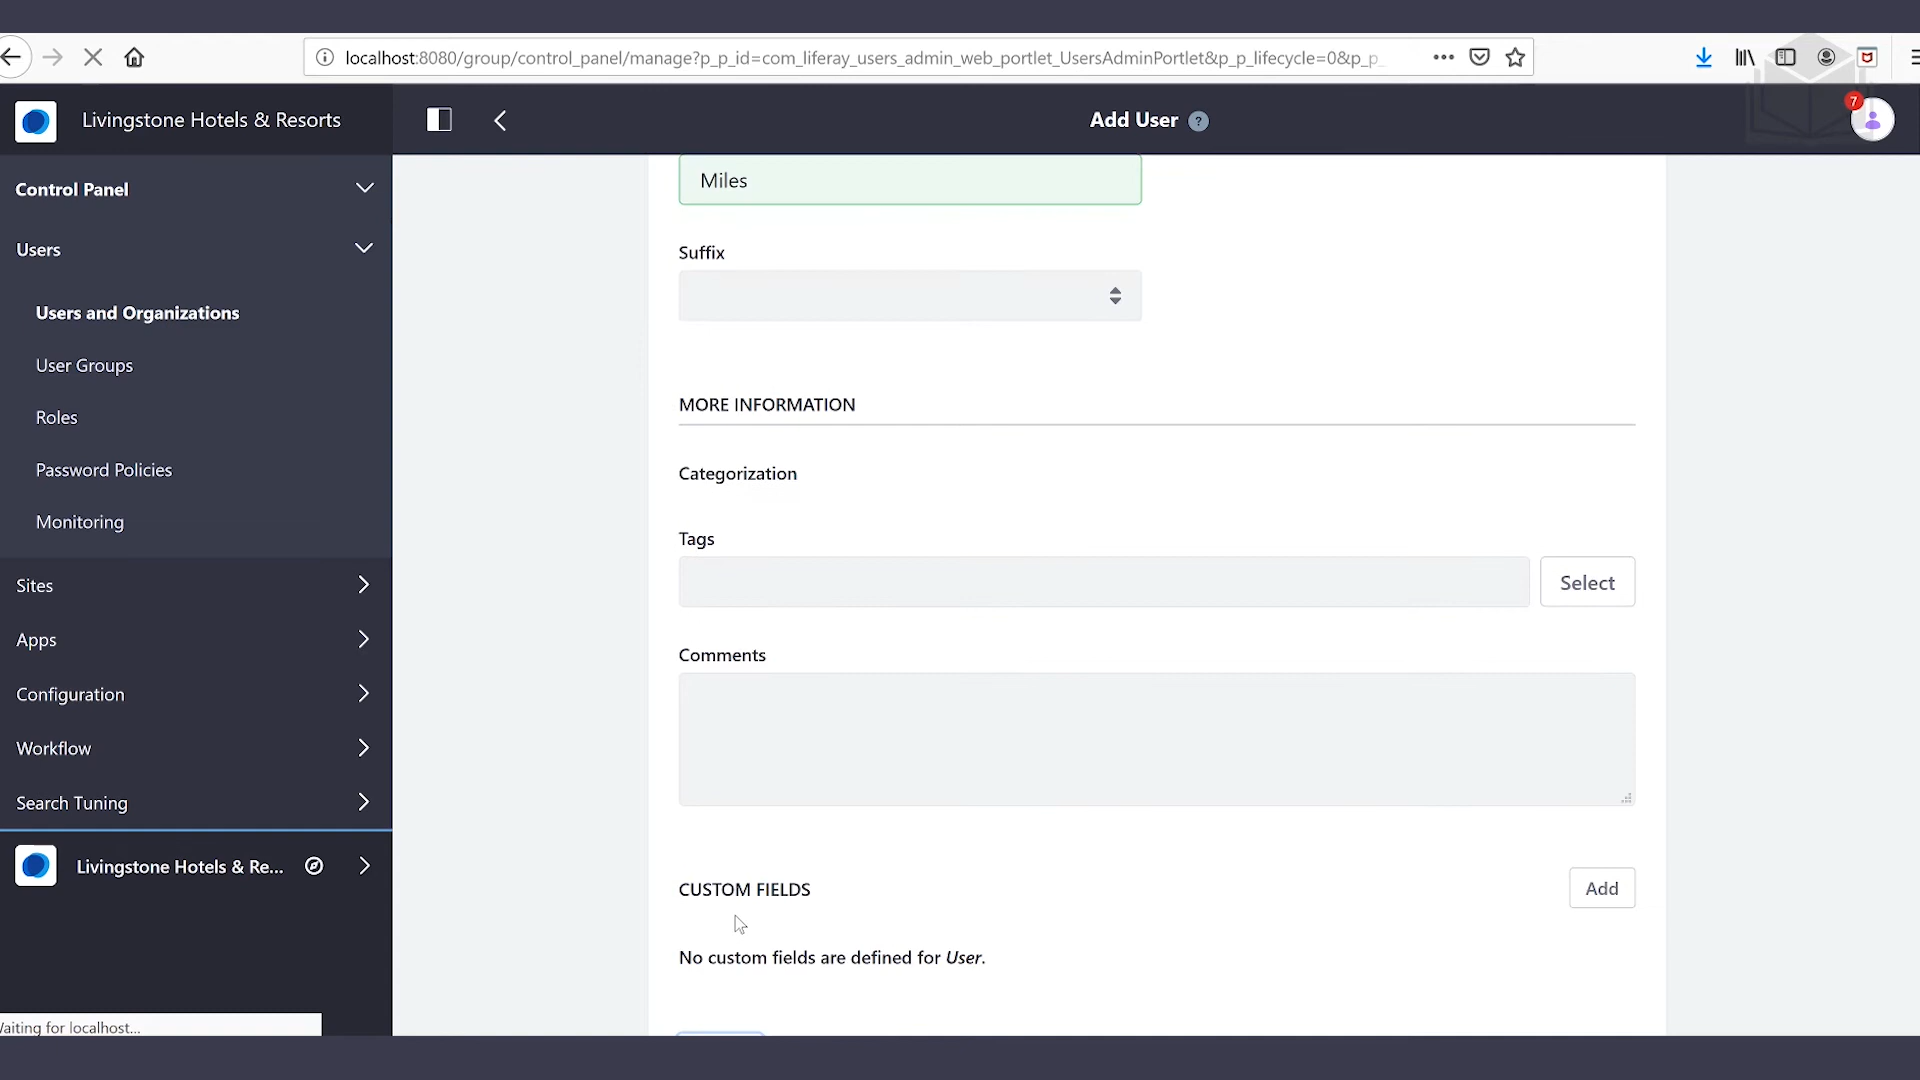 localhost:8080/group/control_panel/manage?p_p_id=com_liferay_users_admin_web_portlet_UsersAdminPortlet&p_p_lifecycle=0&p_p_
Livingstone Hotels & Resorts
Add User ?
7
Control Panel
Users
Users and Organizations
User Groups
Roles
Password Policies
Monitoring
Sites
Apps
Configuration
Workflow
Search Tuning
Livingstone Hotels & Re...
Miles
Suffix
MORE INFORMATION
Categorization
Tags
Select
Comments
CUSTOM FIELDS
Add
No custom fields are defined for User.
Vaiting for localhost...